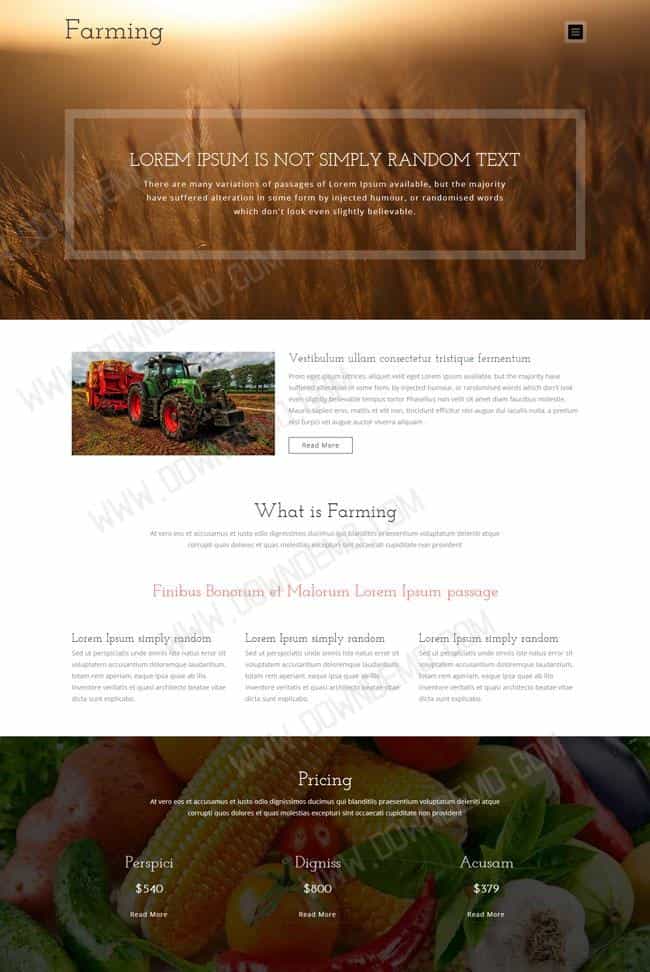 Farming
LOREM IPSUM IS NOT SIMPLY RANDOM TEXT
There are many variations of passages of Lorem Ipsum available, but the majority
have suffered alteration in some form by injected humour, or randomised words
which don't look even slightly believable.
Vestibulum ullam consectetur tristique fermentum
Proin eget ipsum ultrices, aliquet velit eget Lorem Ipsum available, but the majority have
suffered alteration in some form, by injected humour, or randomised words which don't look
even slightly believable tempus tortor Phasellus non velit sit amet diam faucibus molestie.
Mauris sapien eros, mattis et elit non, tincidunt efficitur nisi augue dui iaculis nulla, a pretium
nisl turpis vel augue auctor viverra aliquam .
Read More
What is Farming
At vero eos et accusamus et iusto odio dignissimos ducimus qui blanditiis praesentium voluptatum deleniti atque
corrupti quos dolores et quas molestias excepturi sint occaecati cupiditate non provident
Finibus Bonorum et Malorum Lorem Ipsum passage
Lorem Ipsum simply random
Sed ut perspiciatis unde omnis iste natus error sit
voluptatem accusantium doloremque laudantium,
totam rem aperiam, eaque ipsa quae ab illo
inventore veritatis et quasi architecto beatae vitae
dicta sunt explicabo.
Lorem Ipsum simply random
Sed ut perspiciatis unde omnis iste natus error sit
voluptatem accusantium doloremque laudantium,
totam rem aperiam, eaque ipsa quae ab illo
inventore veritatis et quasi architecto beatae vitae
dicta sunt explicabo.
Lorem Ipsum simply random
Sed ut perspiciatis unde omnis iste natus error sit
voluptatem accusantium doloremque laudantium,
totam rem aperiam, eaque ipsa quae ab illo
inventore veritatis et quasi architecto beatae vitae
dicta sunt explicabo.
Pricing
At vero eos et accusamus et iusto odio dignissimos ducimus qui blanditiis praesentium voluptatum deleniti atque
corrupti quos dolores et quas molestias excepturi sint occaecati cupiditate non provident
Perspici
$540
Read More
Digniss
$800
Read More
Acusam
$379
Read More
WWW.DOWNDEMO.COM
WWW.DOWNDEMO.COM
WWW.DOWNDEMO.COM
WWW.DOWNDEMO.COM